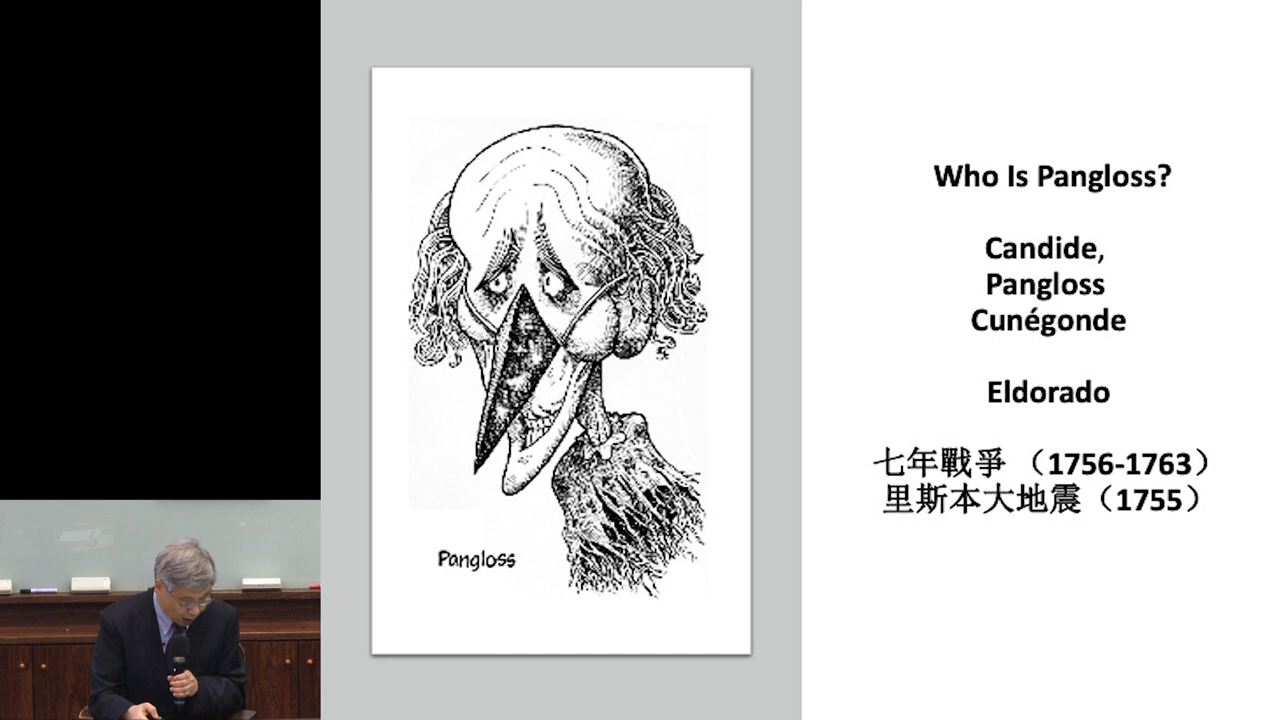 Pangloss
Who Is Pangloss?
Candide,
Pangloss
Cunégonde
Eldorado
七年戰爭 （1756-1763）
里斯本大地震（1755）